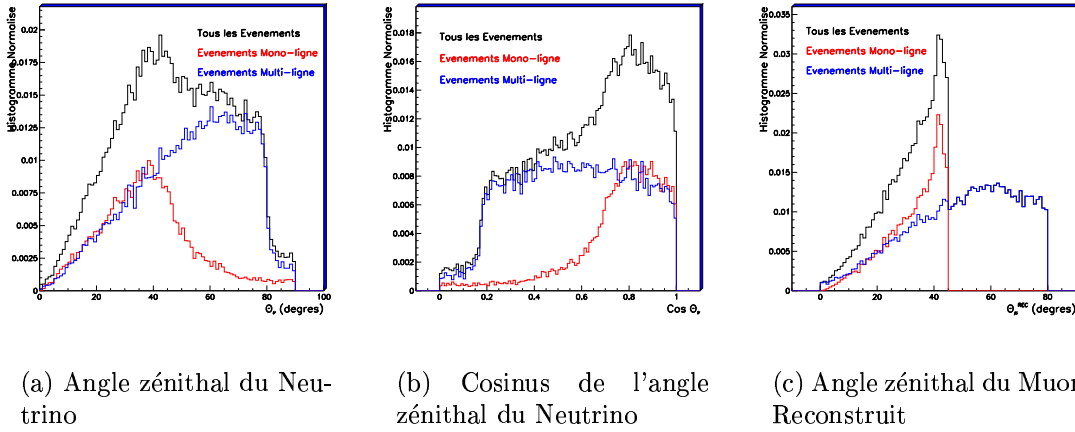 Histogramme Normalise
0.02
0.0175
0.015
0.0125
0.01
0.0075
0.005
0.0025
0
0 20 40 60 80 100
Tous les Evenements
Evenements Mono-ligne
Evenements Multi-ligne
Θν (degres)
Histogramme Normalise
0.018
0.016
0.014
0.012
0.01
0.008
0.006
0.004
0.002
0
0 0.2 0.4 0.6 0.8 1
Tous les Evenements
Evenements Mono-ligne
Evenements Multi-ligne
Cos Θν
Histogramme Normalise
0.035
0.03
0.025
0.02
0.015
0.01
0.005
0
0 20 40 60 80
Tous les Evenements
Evenements Mono-ligne
Evenements Multi-ligne
Θμ REC (degres)
(a) Angle zénithal du Neu-
trino
(b) Cosinus de l'angle
zénithal du Neutrino
(c) Angle zénithal du Muon
Reconstruit